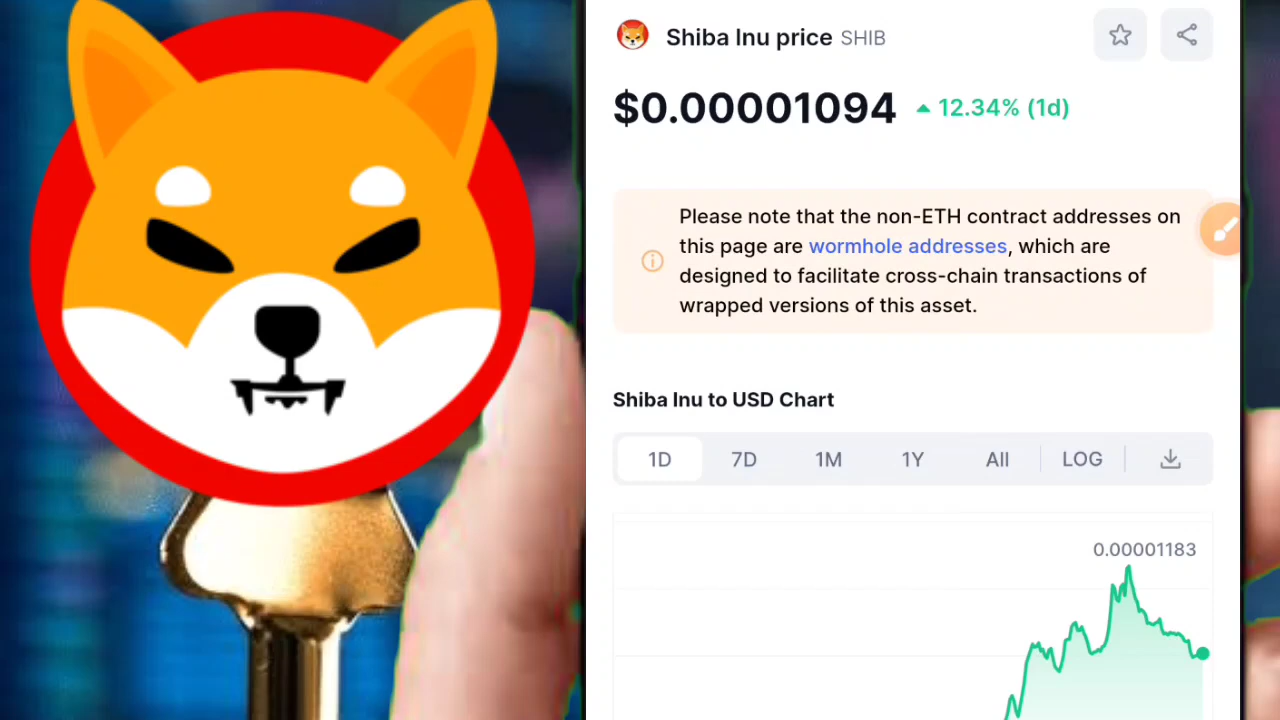 Shiba Inu price SHIB
$0.00001094 12.34% (1d)
Please note that the non-ETH contract addresses on
this page are wormhole addresses, which are
designed to facilitate cross-chain transactions of
wrapped versions of this asset.
Shiba Inu to USD Chart
1D 7D 1M 1Y All LOG
0.00001183